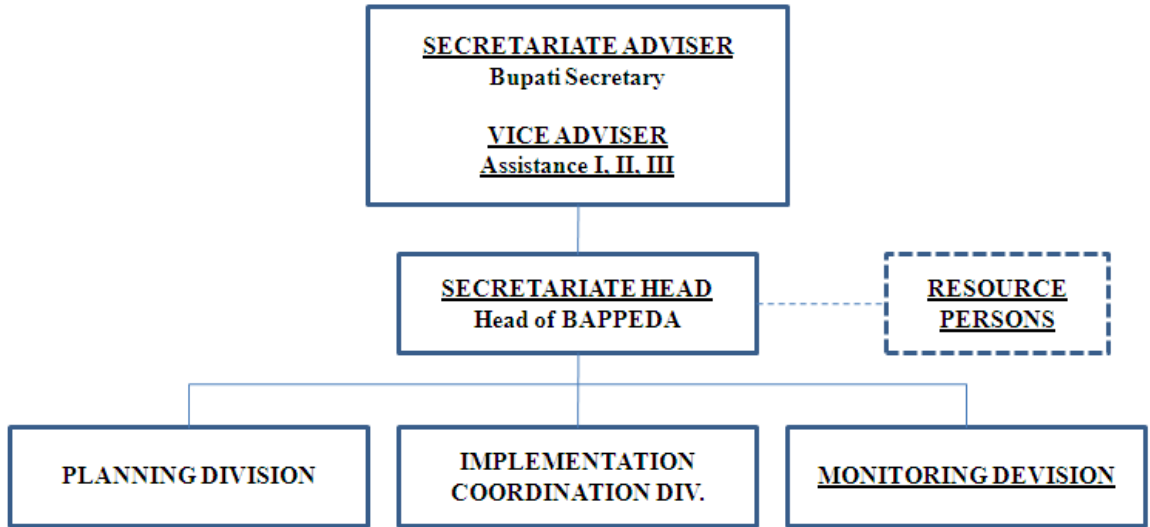 SECRETARIATE ADVISER
Bupati Secretary
VICE ADVISER
Assistance I, II, III
SECRETARIATE HEAD
Head of BAPPEDA
RESOURCE
PERSONS
PLANNING DIVISION
IMPLEMENTATION
COORDINATION DIV.
MONITORING DEVISION